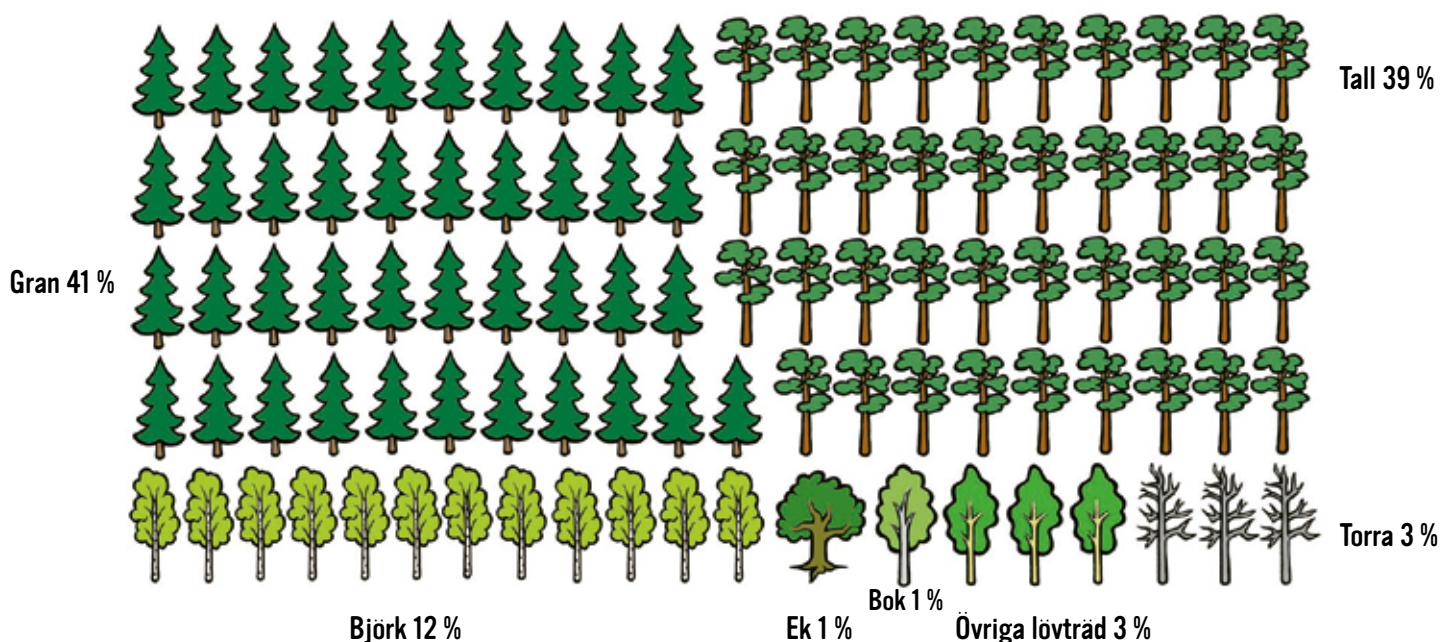 Tall 39 %
Gran 41 %
Torra 3 %
Bok 1 %
Björk 12 %
Ek 1 %
Övriga lövträd 3 %